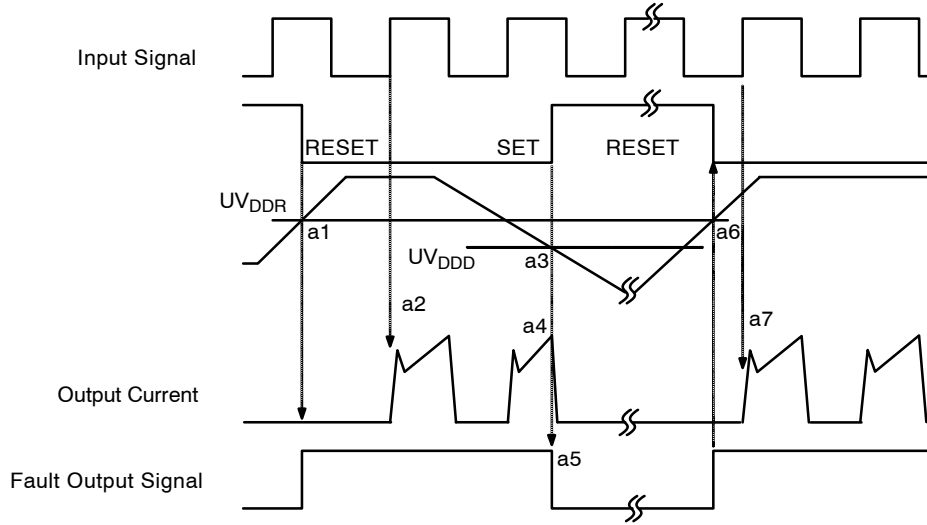 Input Signal
RESET
SET
RESET
UVDDR
a1
a6
UVDDD
a3
a2
a4
a7
Output Current
a5
Fault Output Signal